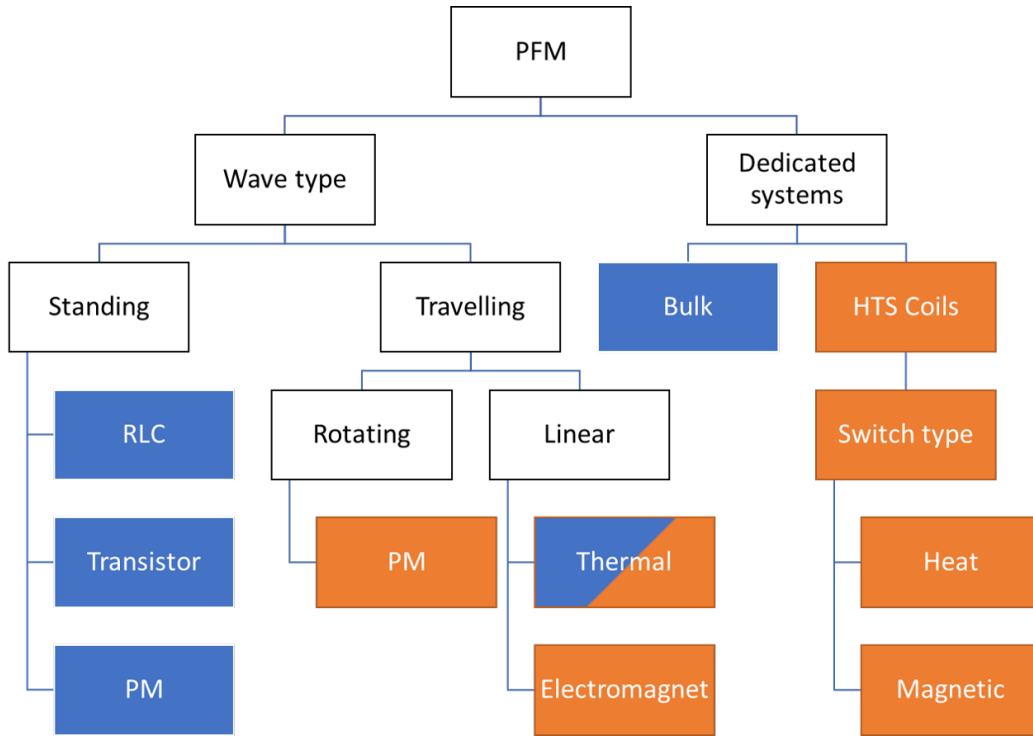 PFM
Wave type
Dedicated
systems
Standing
Travelling
Bulk
HTS Coils
RLC
Rotating
Linear
Switch type
Transistor
PM
Thermal
Heat
PM
Electromagnet
Magnetic